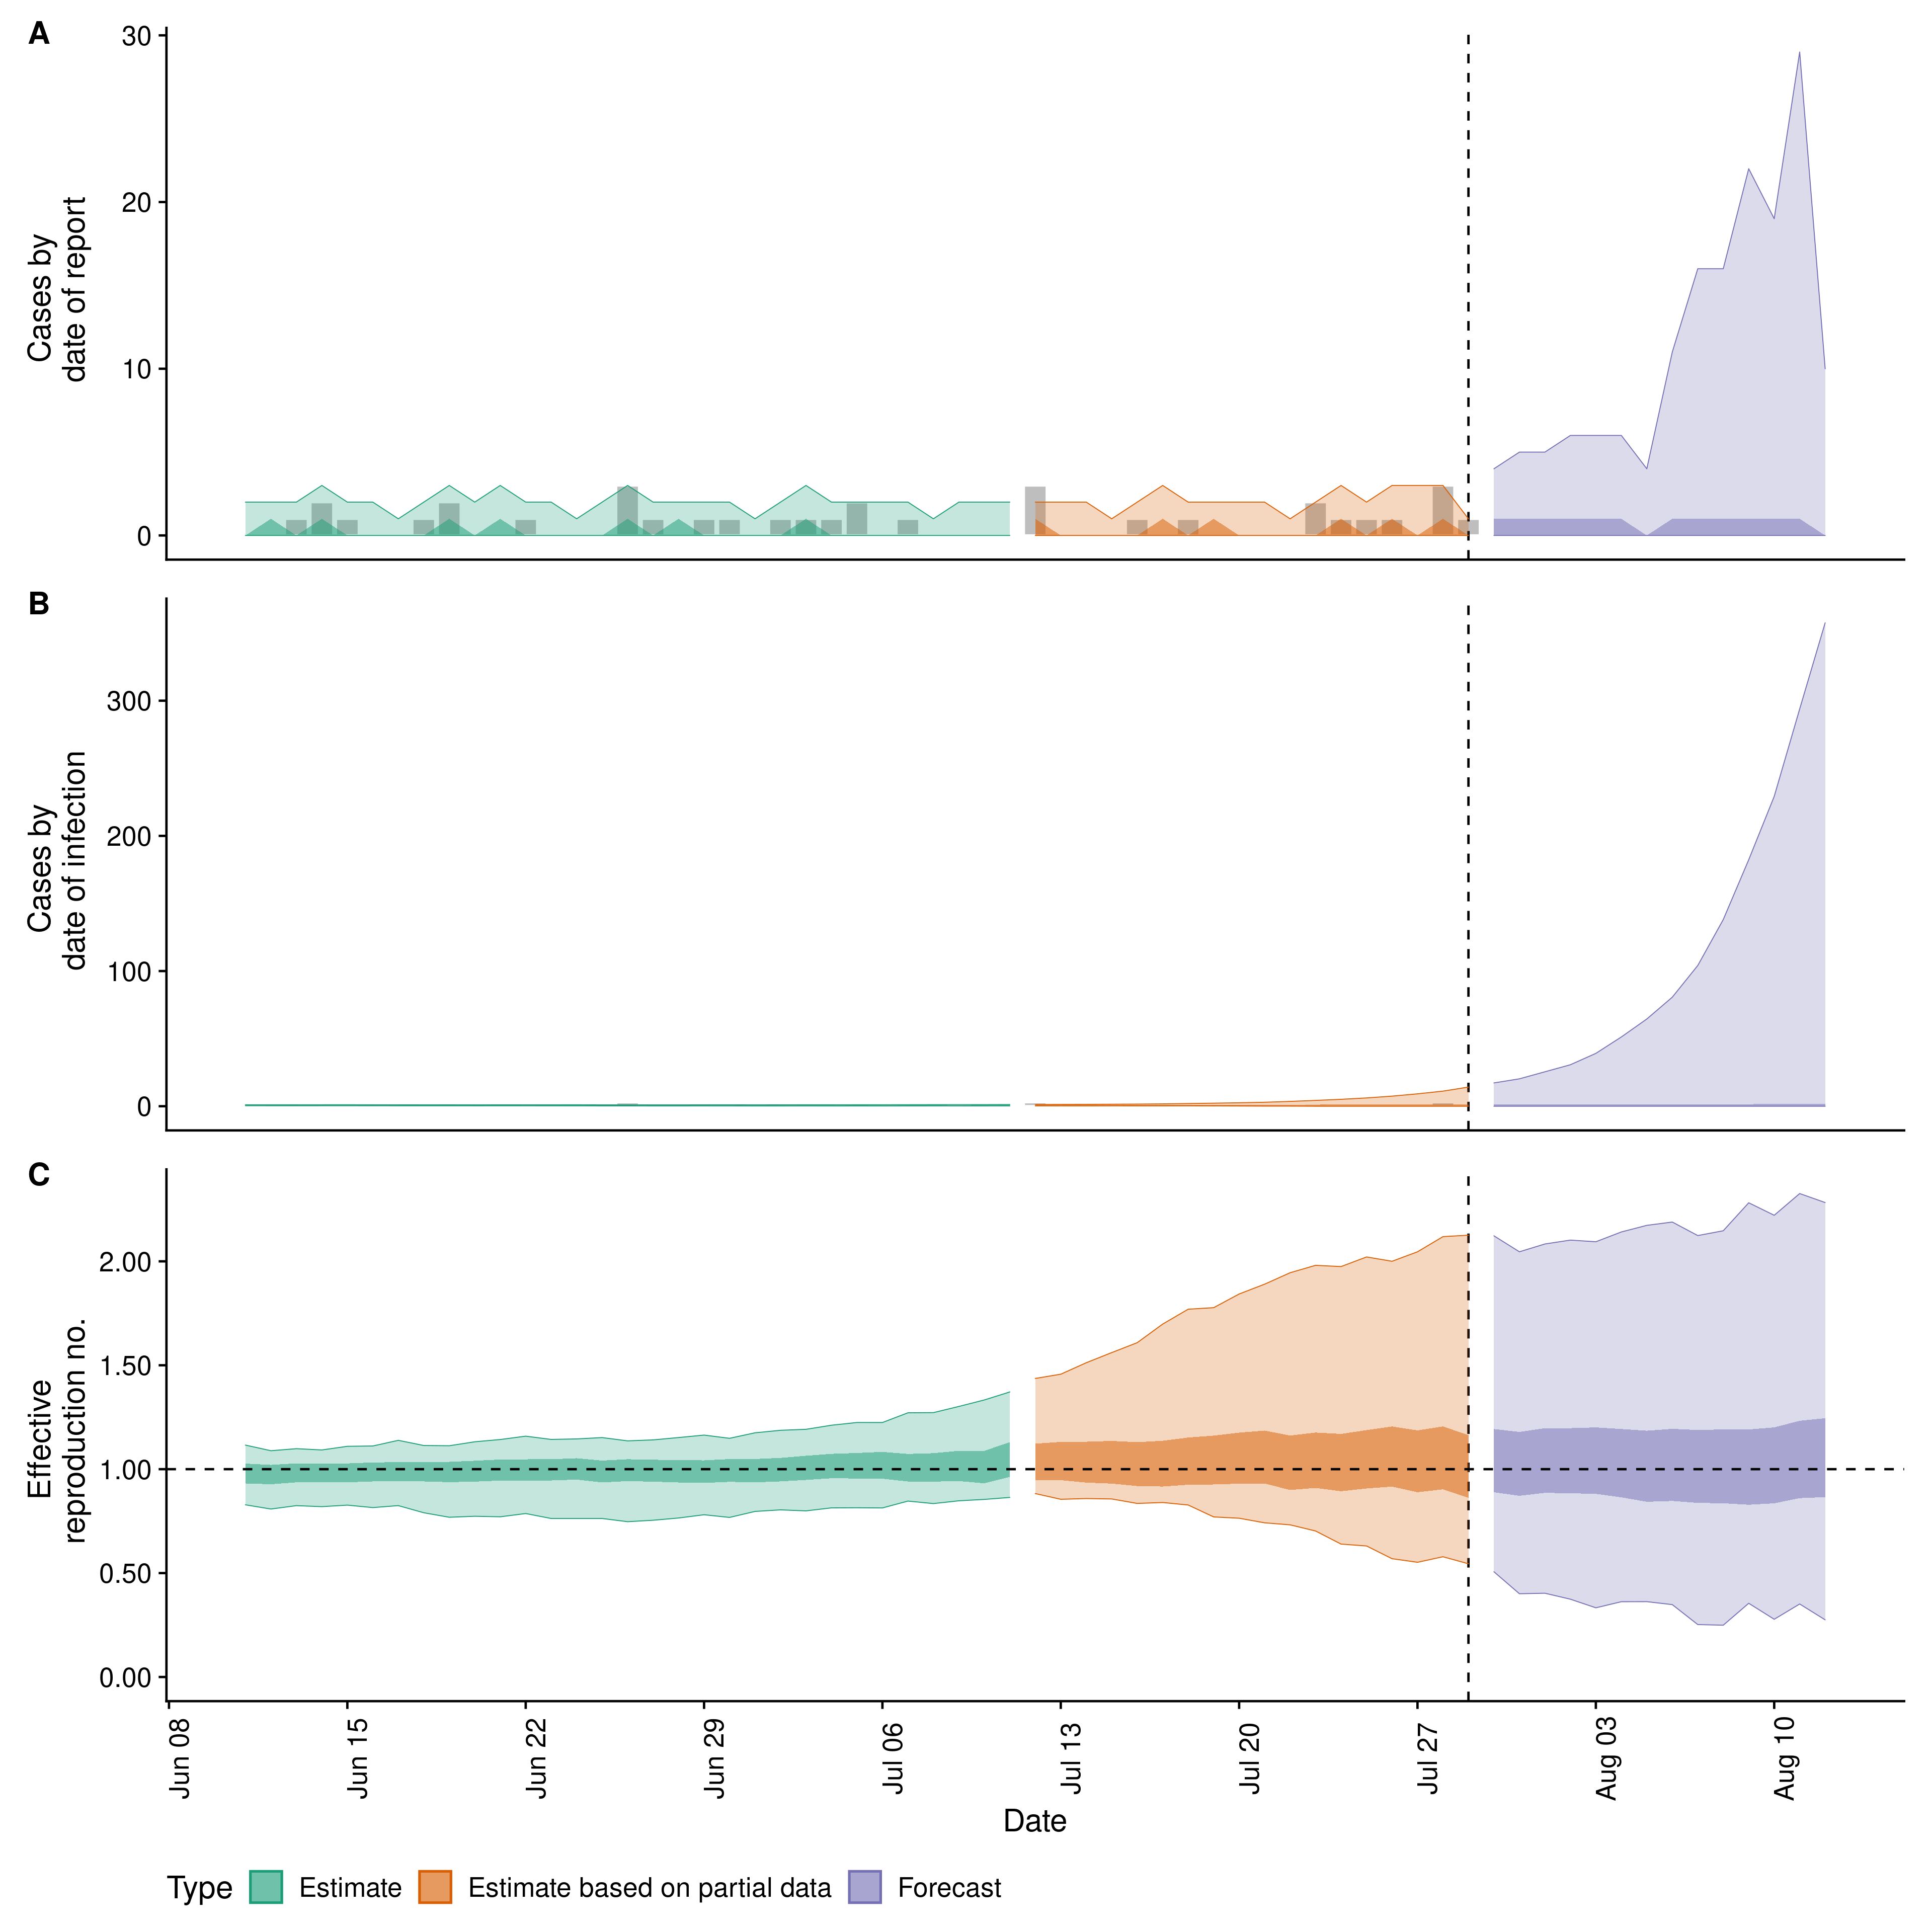 A
30
20
10
0
Cases by
date of report
B
300
200
100
0
Cases by
date of infection
C
2.00
1.50
1.00
0.50
0.00
Effective
reproduction no.
Jun 08
Jun 15
Jun 22
Jun 29
Jul 06
Jul 13
Jul 20
Jul 27
Aug 03
Aug 10
Date
Type Estimate Estimate based on partial data Forecast